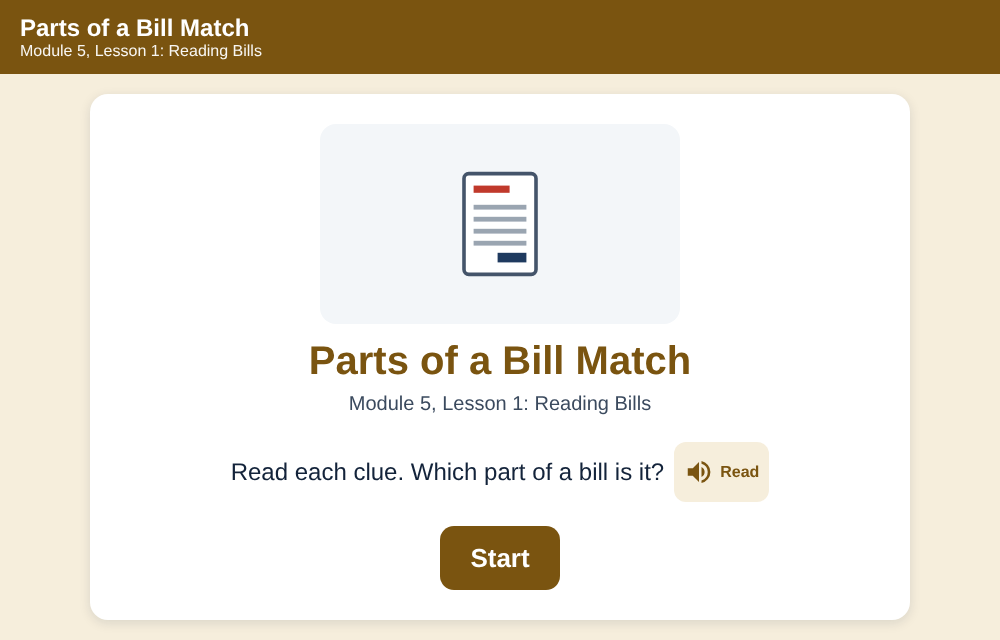 Parts of a Bill Match
Module 5, Lesson 1: Reading Bills
Parts of a Bill Match
Module 5, Lesson 1: Reading Bills
Read each clue. Which part of a bill is it?
Read
Start